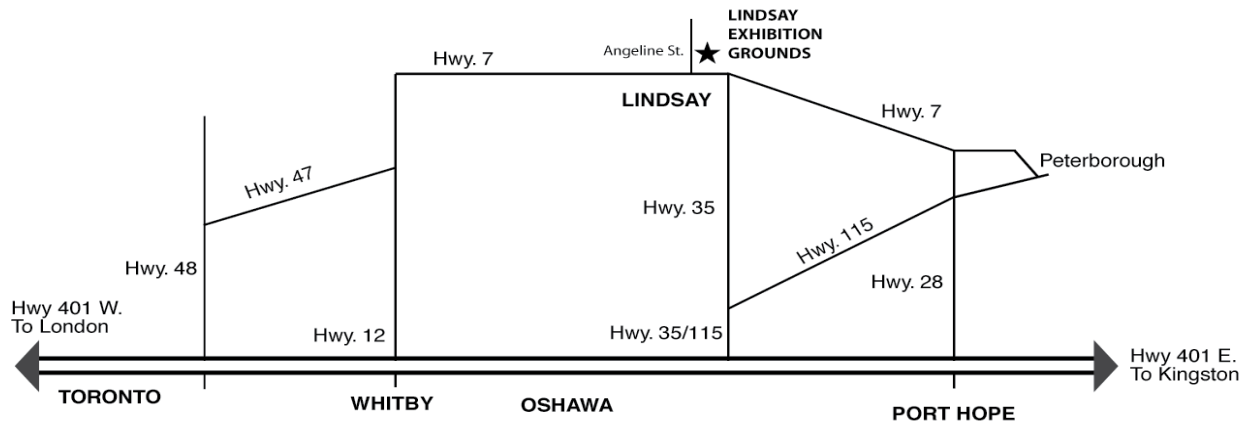 LINDSAY
EXHIBITION
GROUNDS
Angeline St.
Hwy. 7
LINDSAY
Hwy. 7
Peterborough
Hwy. 47
Hwy. 35
Hwy. 115
Hwy. 48
Hwy. 28
Hwy 401 W.
To London
Hwy. 12
Hwy. 35/115
Hwy 401 E.
To Kingston
TORONTO
WHITBY
OSHAWA
PORT HOPE